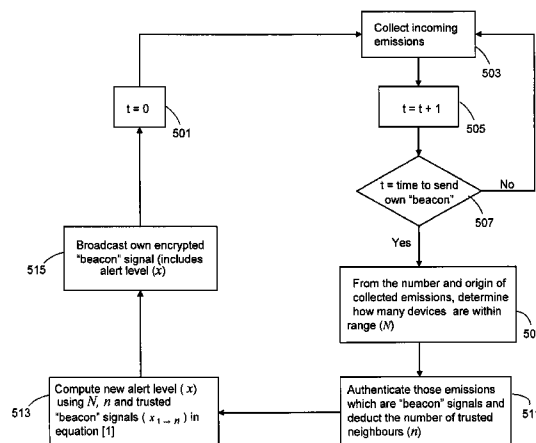 Collect incoming
emissions
503
t = 0
501
t = t + 1
505
t = time to send
own "beacon"
507
No
Yes
Broadcast own encrypted
"beacon" signal (includes
alert level (x)
515
From the number and origin of
collected emissions, determine
how many devices are within
range (N)
Compute new alert level ( x )
using N, n and trusted
"beacon" signals ( x 1 → n ) in
equation [1]
513
Authenticate those emissions
which are "beacon" signals and
deduct the number of trusted
neighbours (n)